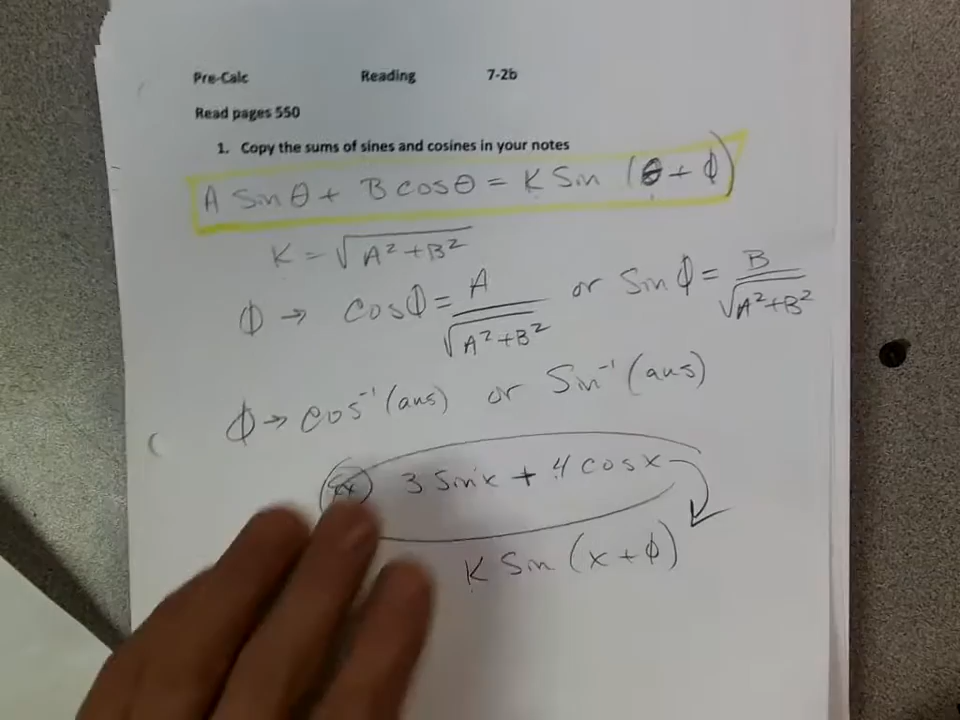 Pre-Calc Reading 7-2b
Read pages 550
1. Copy the sums of sines and cosines in your notes
A sin θ + B cos θ = K sin (θ + ϕ)
K = √A² + B²
ϕ → cos ϕ = A/√A² + B² or sin ϕ = B/√A² + B²
ϕ → cos⁻¹ (ans) or sin⁻¹ (ans)
Ex 3 sin x + 4 cos x
K sin (x + ϕ)